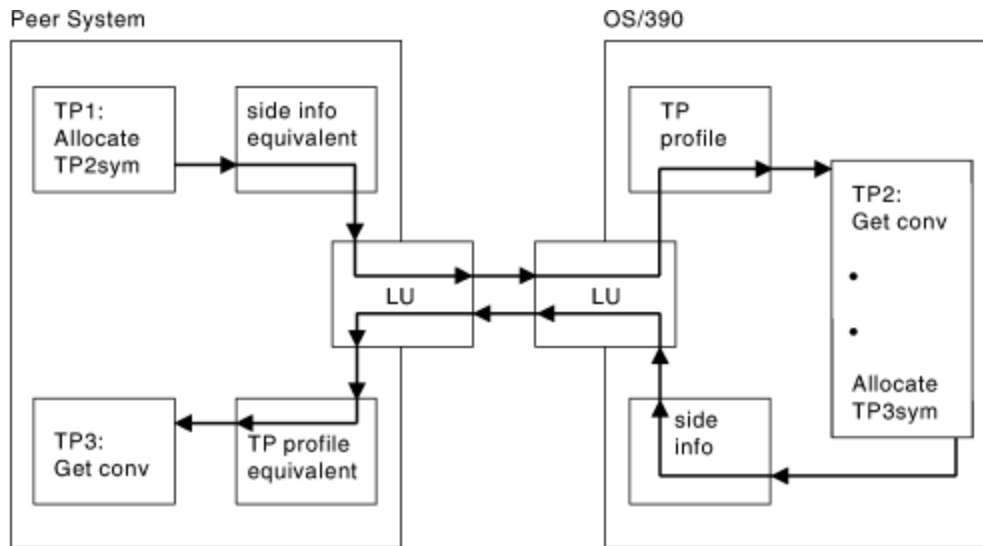 Peer System
OS/390
TP1:
Allocate
TP2sym
side info
equivalent
TP
profile
TP2:
Get conv
•
•
Allocate
TP3sym
LU
LU
TP3:
Get conv
TP profile
equivalent
side
info